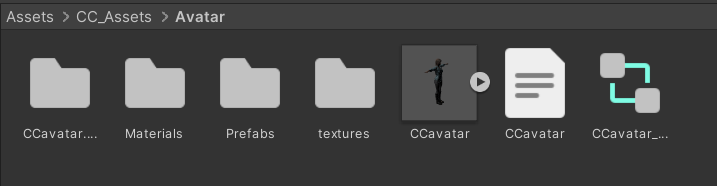 Assets > CC_Assets > Avatar
CCavatar.... Materials Prefabs textures CCavatar CCavatar CCavatar_...